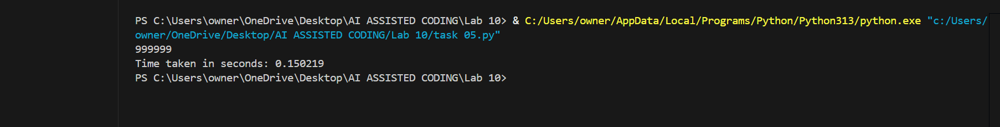 PS C:\Users\owner\OneDrive\Desktop\AI ASSISTED CODING\Lab 10> & C:/Users/owner/AppData/Local/Programs/Python/Python313/python.exe "c:/Users/
owner/OneDrive/Desktop/AI ASSISTED CODING/Lab 10/task 05.py"
999999
Time taken in seconds: 0.150219
PS C:\Users\owner\OneDrive\Desktop\AI ASSISTED CODING\Lab 10>